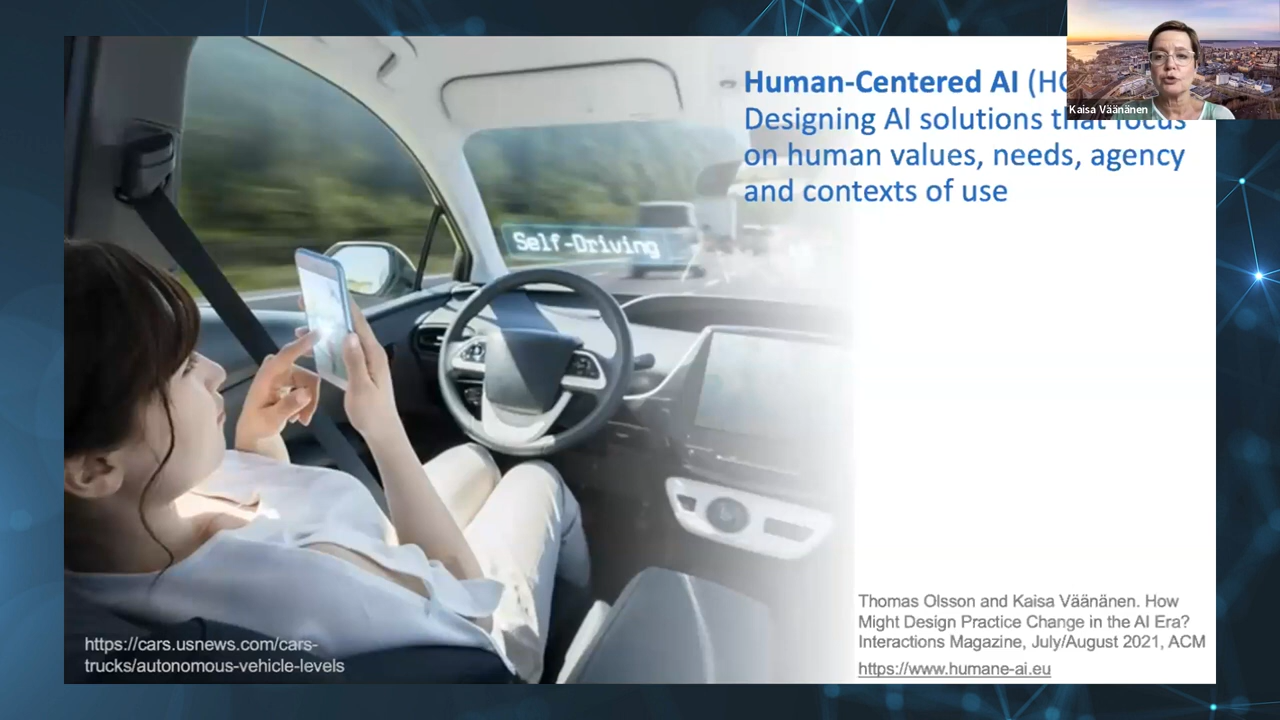 Human-Centered AI (HC
Designing AI solutions that focus
on human values, needs, agency
and contexts of use
Kaisa Väänänen
Self-Driving
https://cars.usnews.com/cars-
trucks/autonomous-vehicle-levels
Thomas Olsson and Kaisa Väänänen. How
Might Design Practice Change in the AI Era?
Interactions Magazine, July/August 2021, ACM
https://www.humane-ai.eu